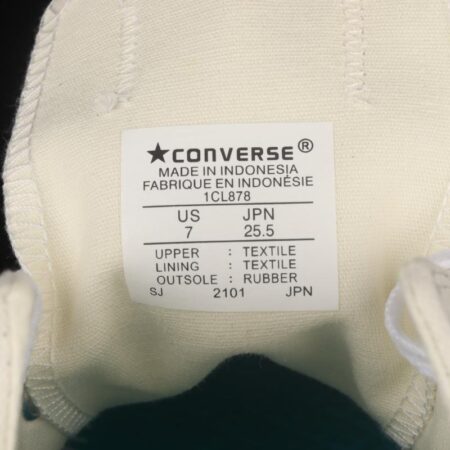 ★CONVERSE®
MADE IN INDONESIA
FABRIQUE EN INDONÉSIE
1CL878
US JPN
7 25.5
UPPER : TEXTILE
LINING : TEXTILE
OUTSOLE : RUBBER
SJ 2101 JPN